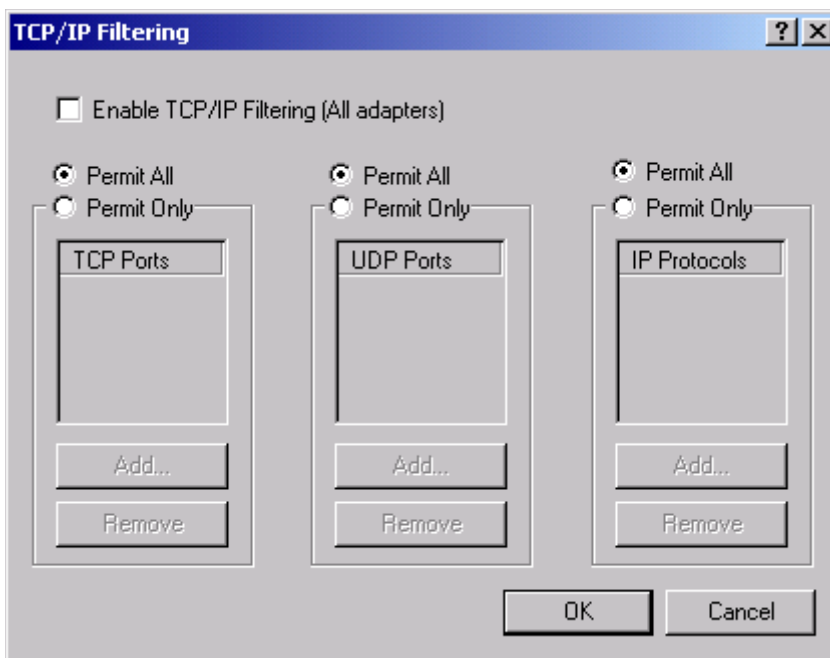 TCP/IP Filtering
Enable TCP/IP Filtering (All adapters)
Permit All
Permit Only
TCP Ports
Add...
Remove
Permit All
Permit Only
UDP Ports
Add...
Remove
Permit All
Permit Only
IP Protocols
Add...
Remove
OK
Cancel